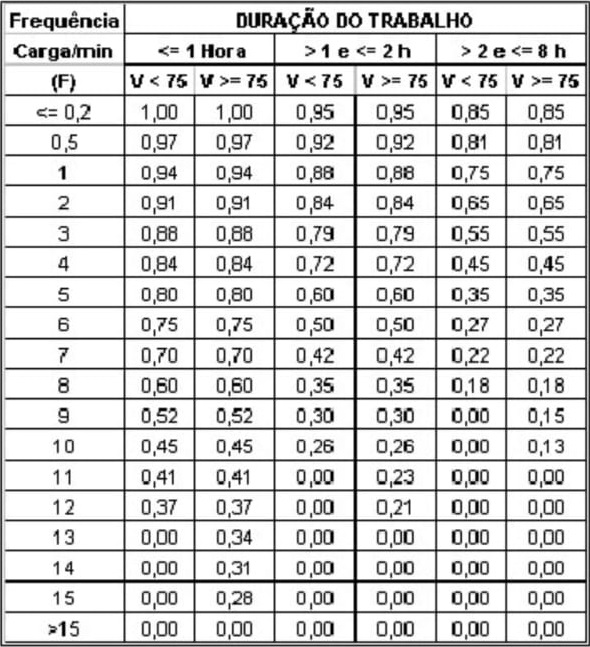 Frequência DURAÇÃO DO TRABALHO
Carga/min <= 1 Hora > 1 e <= 2 h > 2 e <= 8 h
(F) V < 75 V >= 75 V < 75 V >= 75 V < 75 V >= 75
<= 0,2 1,00 1,00 0,95 0,95 0,85 0,85
0,5 0,97 0,97 0,92 0,92 0,81 0,81
1 0,94 0,94 0,88 0,88 0,75 0,75
2 0,91 0,91 0,84 0,84 0,65 0,65
3 0,88 0,88 0,79 0,79 0,55 0,55
4 0,84 0,84 0,72 0,72 0,45 0,45
5 0,80 0,80 0,60 0,60 0,35 0,35
6 0,75 0,75 0,50 0,50 0,27 0,27
7 0,70 0,70 0,42 0,42 0,22 0,22
8 0,60 0,60 0,35 0,35 0,18 0,18
9 0,52 0,52 0,30 0,30 0,00 0,15
10 0,45 0,45 0,26 0,26 0,00 0,13
11 0,41 0,41 0,00 0,23 0,00 0,00
12 0,37 0,37 0,00 0,21 0,00 0,00
13 0,00 0,34 0,00 0,00 0,00 0,00
14 0,00 0,31 0,00 0,00 0,00 0,00
15 0,00 0,28 0,00 0,00 0,00 0,00
>15 0,00 0,00 0,00 0,00 0,00 0,00